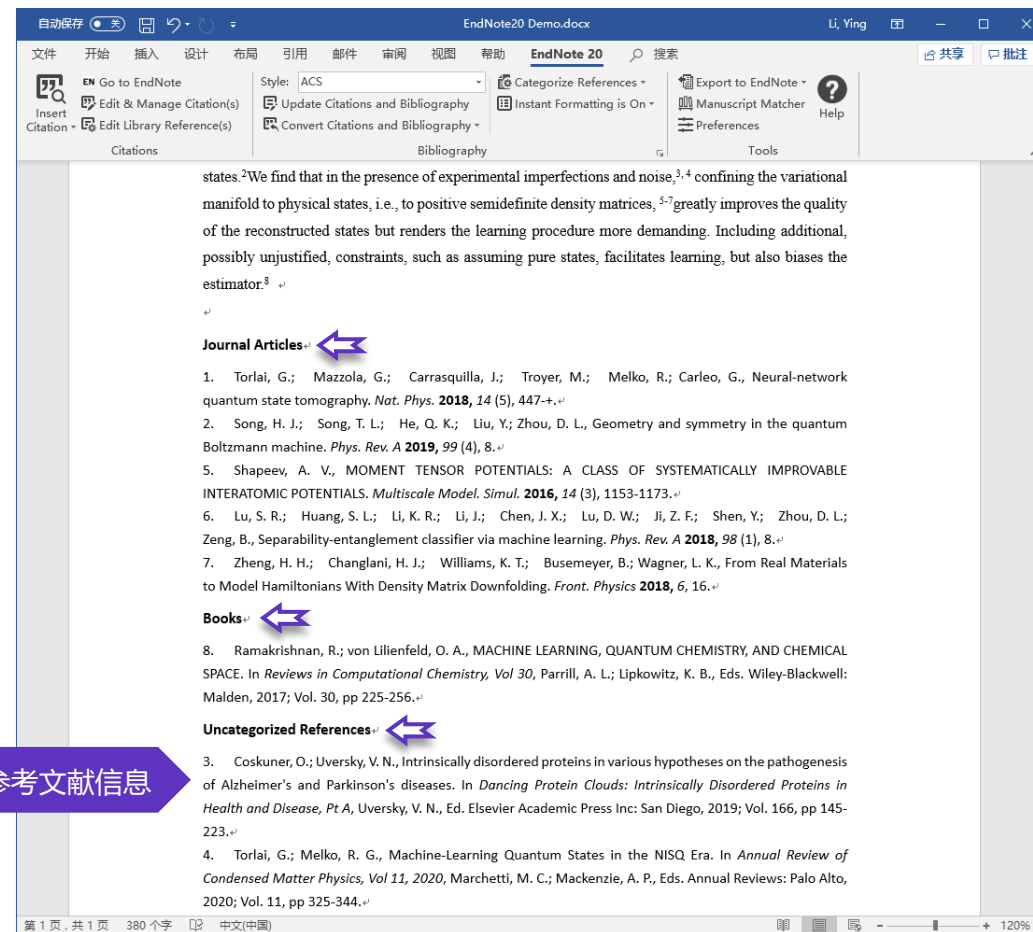 自动保存 关 EndNote20 Demo.docx Li, Ying
文件 开始 插入 设计 布局 引用 邮件 审阅 视图 帮助 EndNote 20 搜索 共享 批注
Insert Citation
EN Go to EndNote
Edit & Manage Citation(s)
Edit Library Reference(s)
Citations
Style: ACS
Update Citations and Bibliography
Convert Citations and Bibliography
Categorize References
Instant Formatting is On
Bibliography
Export to EndNote
Manuscript Matcher
Preferences
Help
Tools
states.²We find that in the presence of experimental imperfections and noise,³, ⁴ confining the variational
manifold to physical states, i.e., to positive semidefinite density matrices, ⁵⁻⁷greatly improves the quality
of the reconstructed states but renders the learning procedure more demanding. Including additional,
possibly unjustified, constraints, such as assuming pure states, facilitates learning, but also biases the
estimator.⁸
Journal Articles
1. Torlai, G.; Mazzola, G.; Carrasquilla, J.; Troyer, M.; Melko, R.; Carleo, G., Neural-network
quantum state tomography. Nat. Phys. 2018, 14 (5), 447-+.
2. Song, H. J.; Song, T. L.; He, Q. K.; Liu, Y.; Zhou, D. L., Geometry and symmetry in the quantum
Boltzmann machine. Phys. Rev. A 2019, 99 (4), 8.
5. Shapeev, A. V., MOMENT TENSOR POTENTIALS: A CLASS OF SYSTEMATICALLY IMPROVABLE
INTERATOMIC POTENTIALS. Multiscale Model. Simul. 2016, 14 (3), 1153-1173.
6. Lu, S. R.; Huang, S. L.; Li, K. R.; Li, J.; Chen, J. X.; Lu, D. W.; Ji, Z. F.; Shen, Y.; Zhou, D. L.;
Zeng, B., Separability-entanglement classifier via machine learning. Phys. Rev. A 2018, 98 (1), 8.
7. Zheng, H. H.; Changlani, H. J.; Williams, K. T.; Busemeyer, B.; Wagner, L. K., From Real Materials
to Model Hamiltonians With Density Matrix Downfolding. Front. Physics 2018, 6, 16.
Books
8. Ramakrishnan, R.; von Lilienfeld, O. A., MACHINE LEARNING, QUANTUM CHEMISTRY, AND CHEMICAL
SPACE. In Reviews in Computational Chemistry, Vol 30, Parrill, A. L.; Lipkowitz, K. B., Eds. Wiley-Blackwell:
Malden, 2017; Vol. 30, pp 225-256.
Uncategorized References
3. Coskuner, O.; Uversky, V. N., Intrinsically disordered proteins in various hypotheses on the pathogenesis
of Alzheimer's and Parkinson's diseases. In Dancing Protein Clouds: Intrinsically Disordered Proteins in
Health and Disease, Pt A, Uversky, V. N., Ed. Elsevier Academic Press Inc: San Diego, 2019; Vol. 166, pp 145-
223.
4. Torlai, G.; Melko, R. G., Machine-Learning Quantum States in the NISQ Era. In Annual Review of
Condensed Matter Physics, Vol 11, 2020, Marchetti, M. C.; Mackenzie, A. P., Eds. Annual Reviews: Palo Alto,
2020; Vol. 11, pp 325-344.
参考文献信息
第 1 页，共 1 页 380 个字 中文(中国) - + 120%